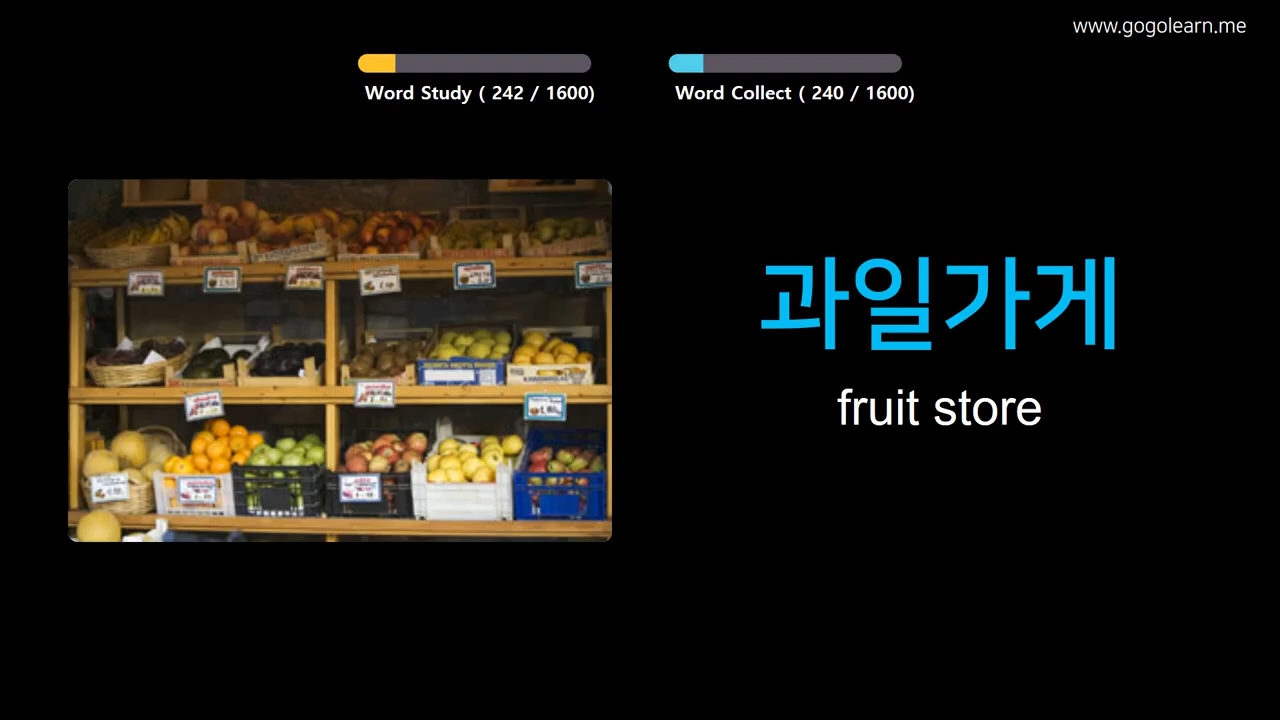 www.gogolearn.me
Word Study ( 242 / 1600)
Word Collect ( 240 / 1600)
과일가게
fruit store